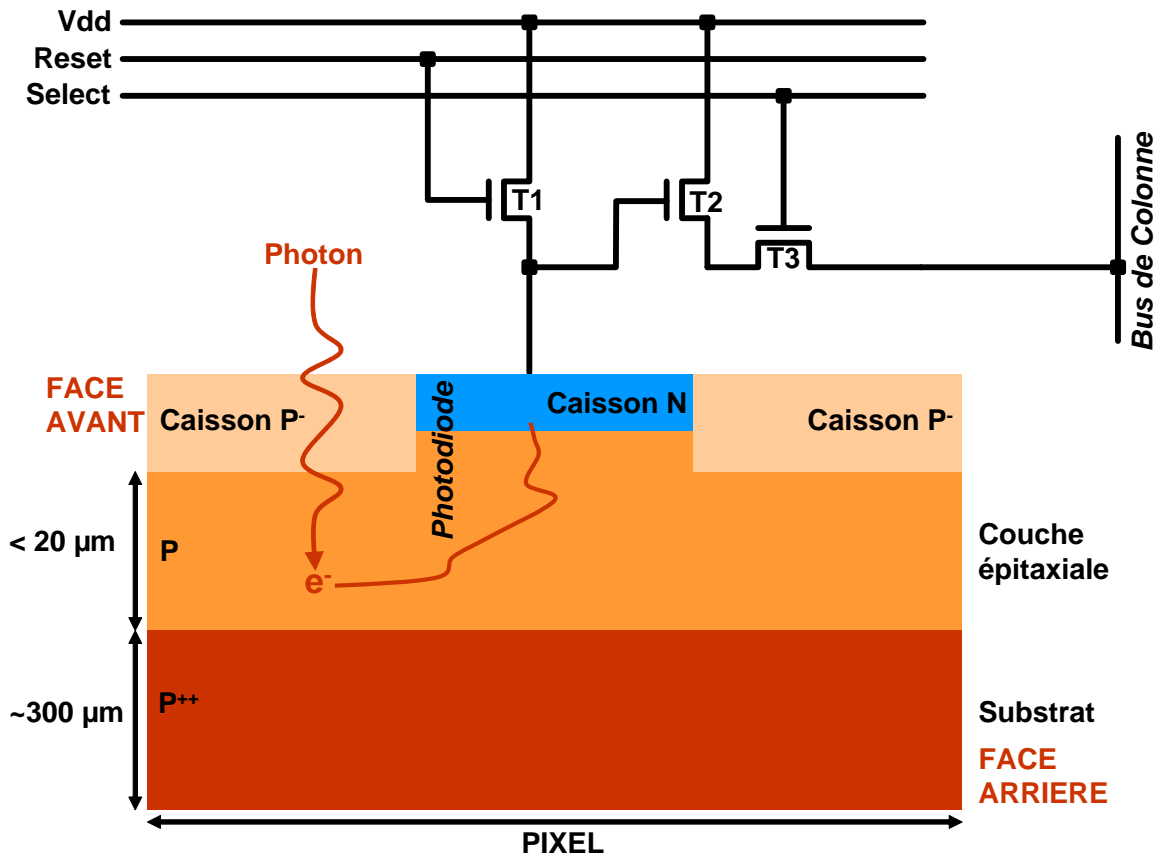 Vdd
Reset
Select
T1
T2
T3
Bus de Colonne
Photon
FACE
AVANT
Caisson P-
Photodiode
Caisson N
Caisson P-
< 20 µm
P
e-
Couche
épitaxiale
~300 µm
P++
Substrat
FACE
ARRIERE
PIXEL